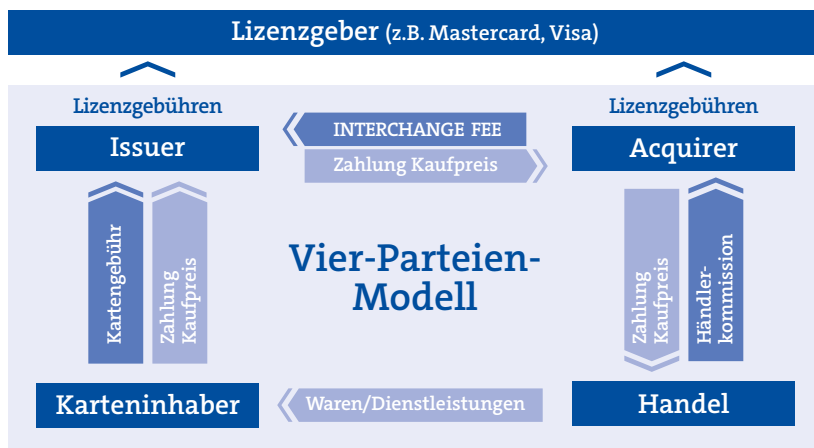 Lizenzgeber (z.B. Mastercard, Visa)
Lizenzgebühren
Lizenzgebühren
Issuer
INTERCHANGE FEE
Acquirer
Zahlung Kaufpreis
Kartengebühr
Zahlung
Kaufpreis
Vier-Parteien-
Modell
Zahlung
Kaufpreis
Händler-
kommission
Karteninhaber
Waren/Dienstleistungen
Handel